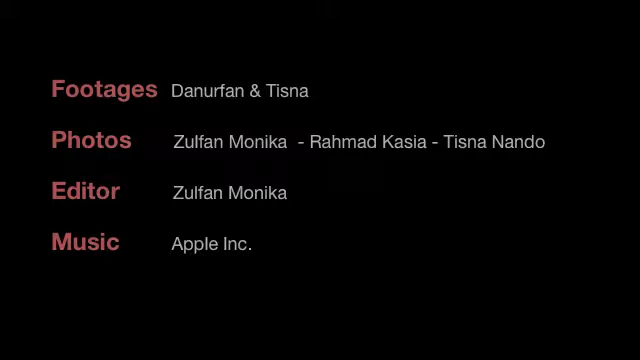 Footages Danurfan & Tisna
Photos Zulfan Monika - Rahmad Kasia - Tisna Nando
Editor Zulfan Monika
Music Apple Inc.